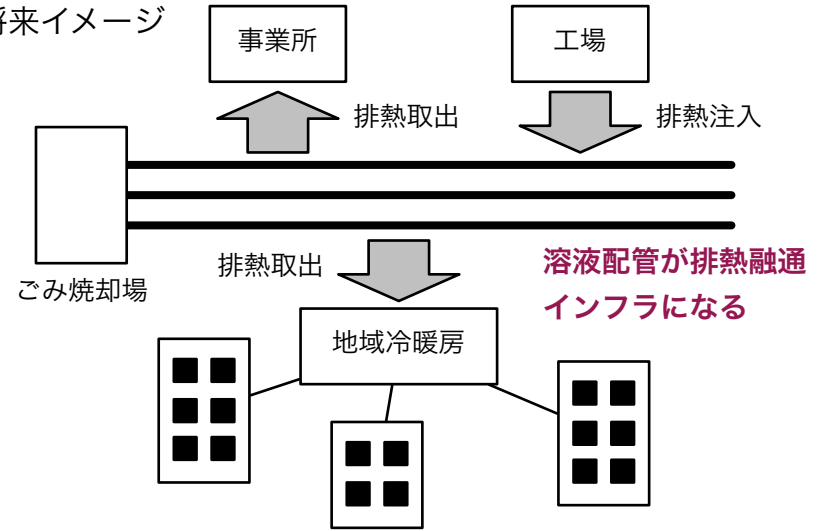 将来イメージ
事業所
工場
排熱取出
排熱注入
排熱取出
溶液配管が排熱融通
インフラになる
ごみ焼却場
地域冷暖房